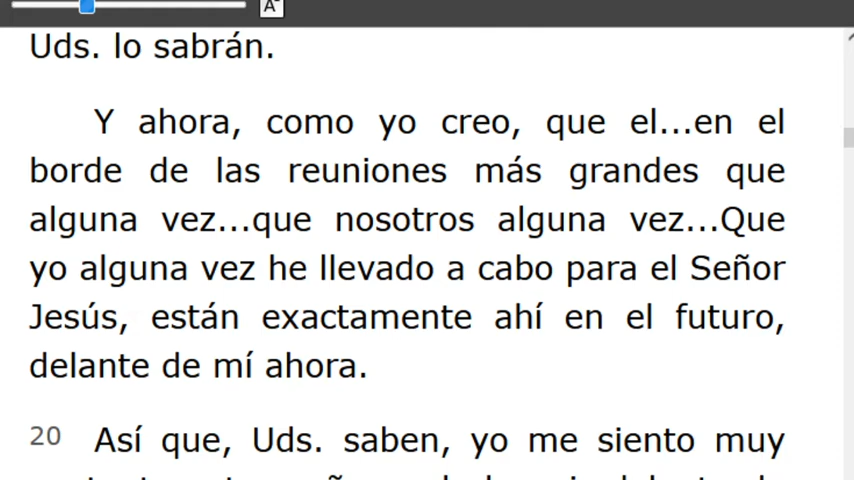 A
Uds. lo sabrán.
Y ahora, como yo creo, que el...en el
borde de las reuniones más grandes que
alguna vez...que nosotros alguna vez...Que
yo alguna vez he llevado a cabo para el Señor
Jesús, están exactamente ahí en el futuro,
delante de mí ahora.
20 Así que, Uds. saben, yo me siento muy